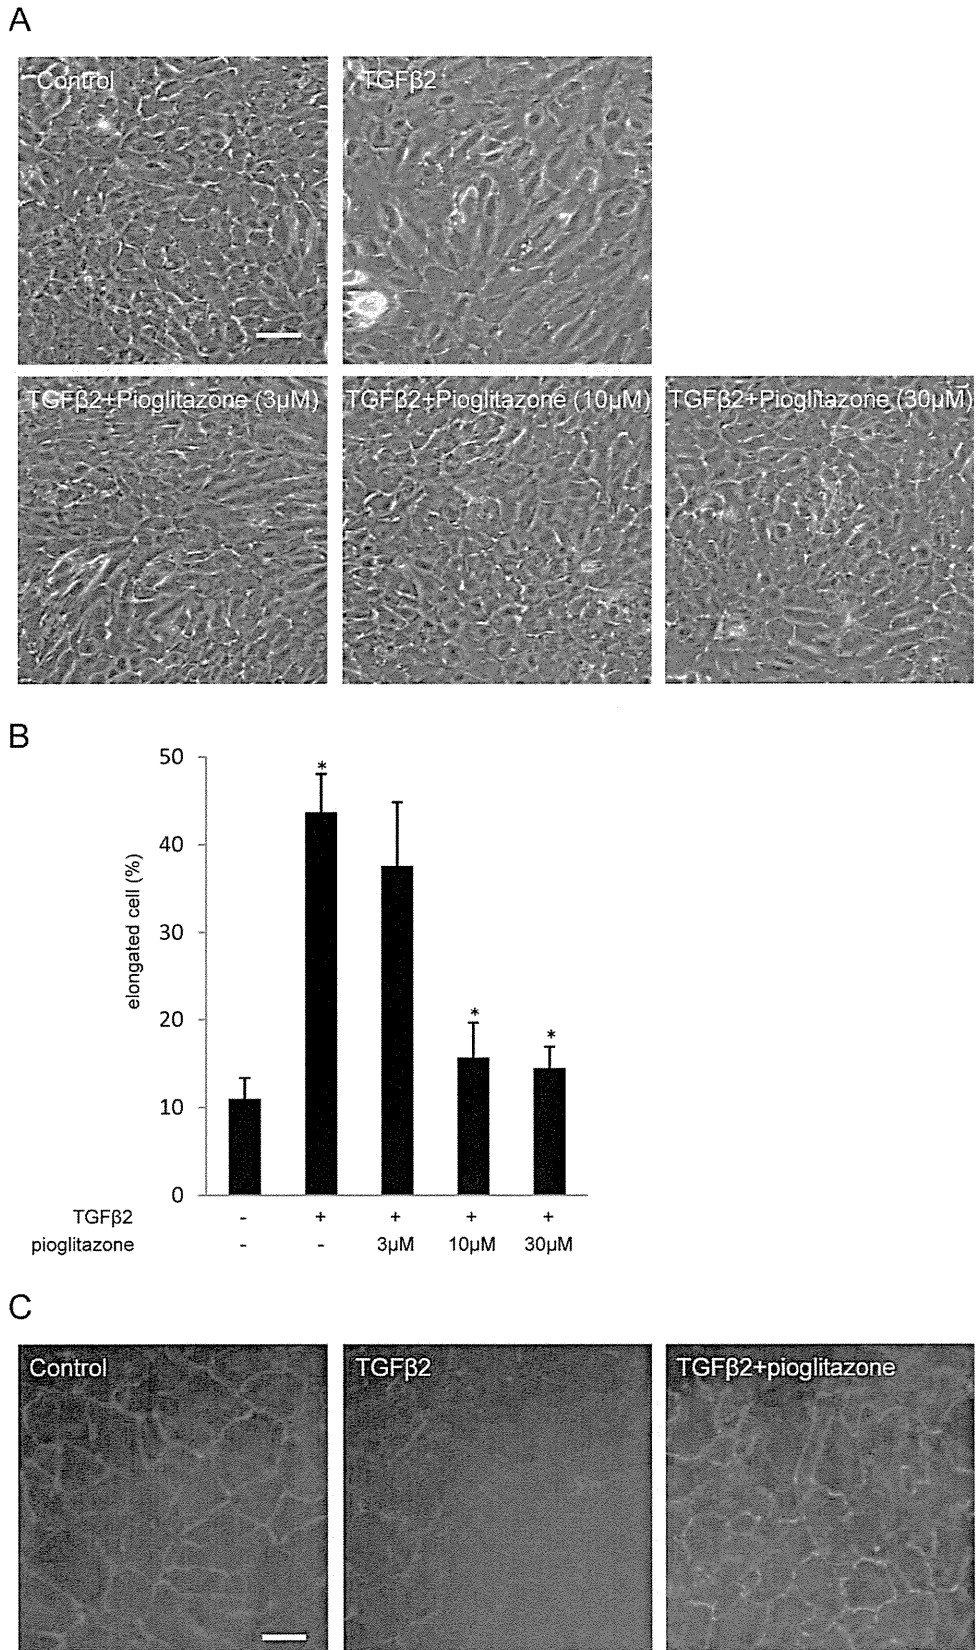 A
Control
TGFβ2
TGFβ2+Pioglitazone (3μM)
TGFβ2+Pioglitazone (10μM)
TGFβ2+Pioglitazone (30μM)
B
50
40
30
20
10
0
elongated cell (%)
*
*
*
TGFβ2 - + + + +
pioglitazone - - 3μM 10μM 30μM
C
Control
TGFβ2
TGFβ2+pioglitazone